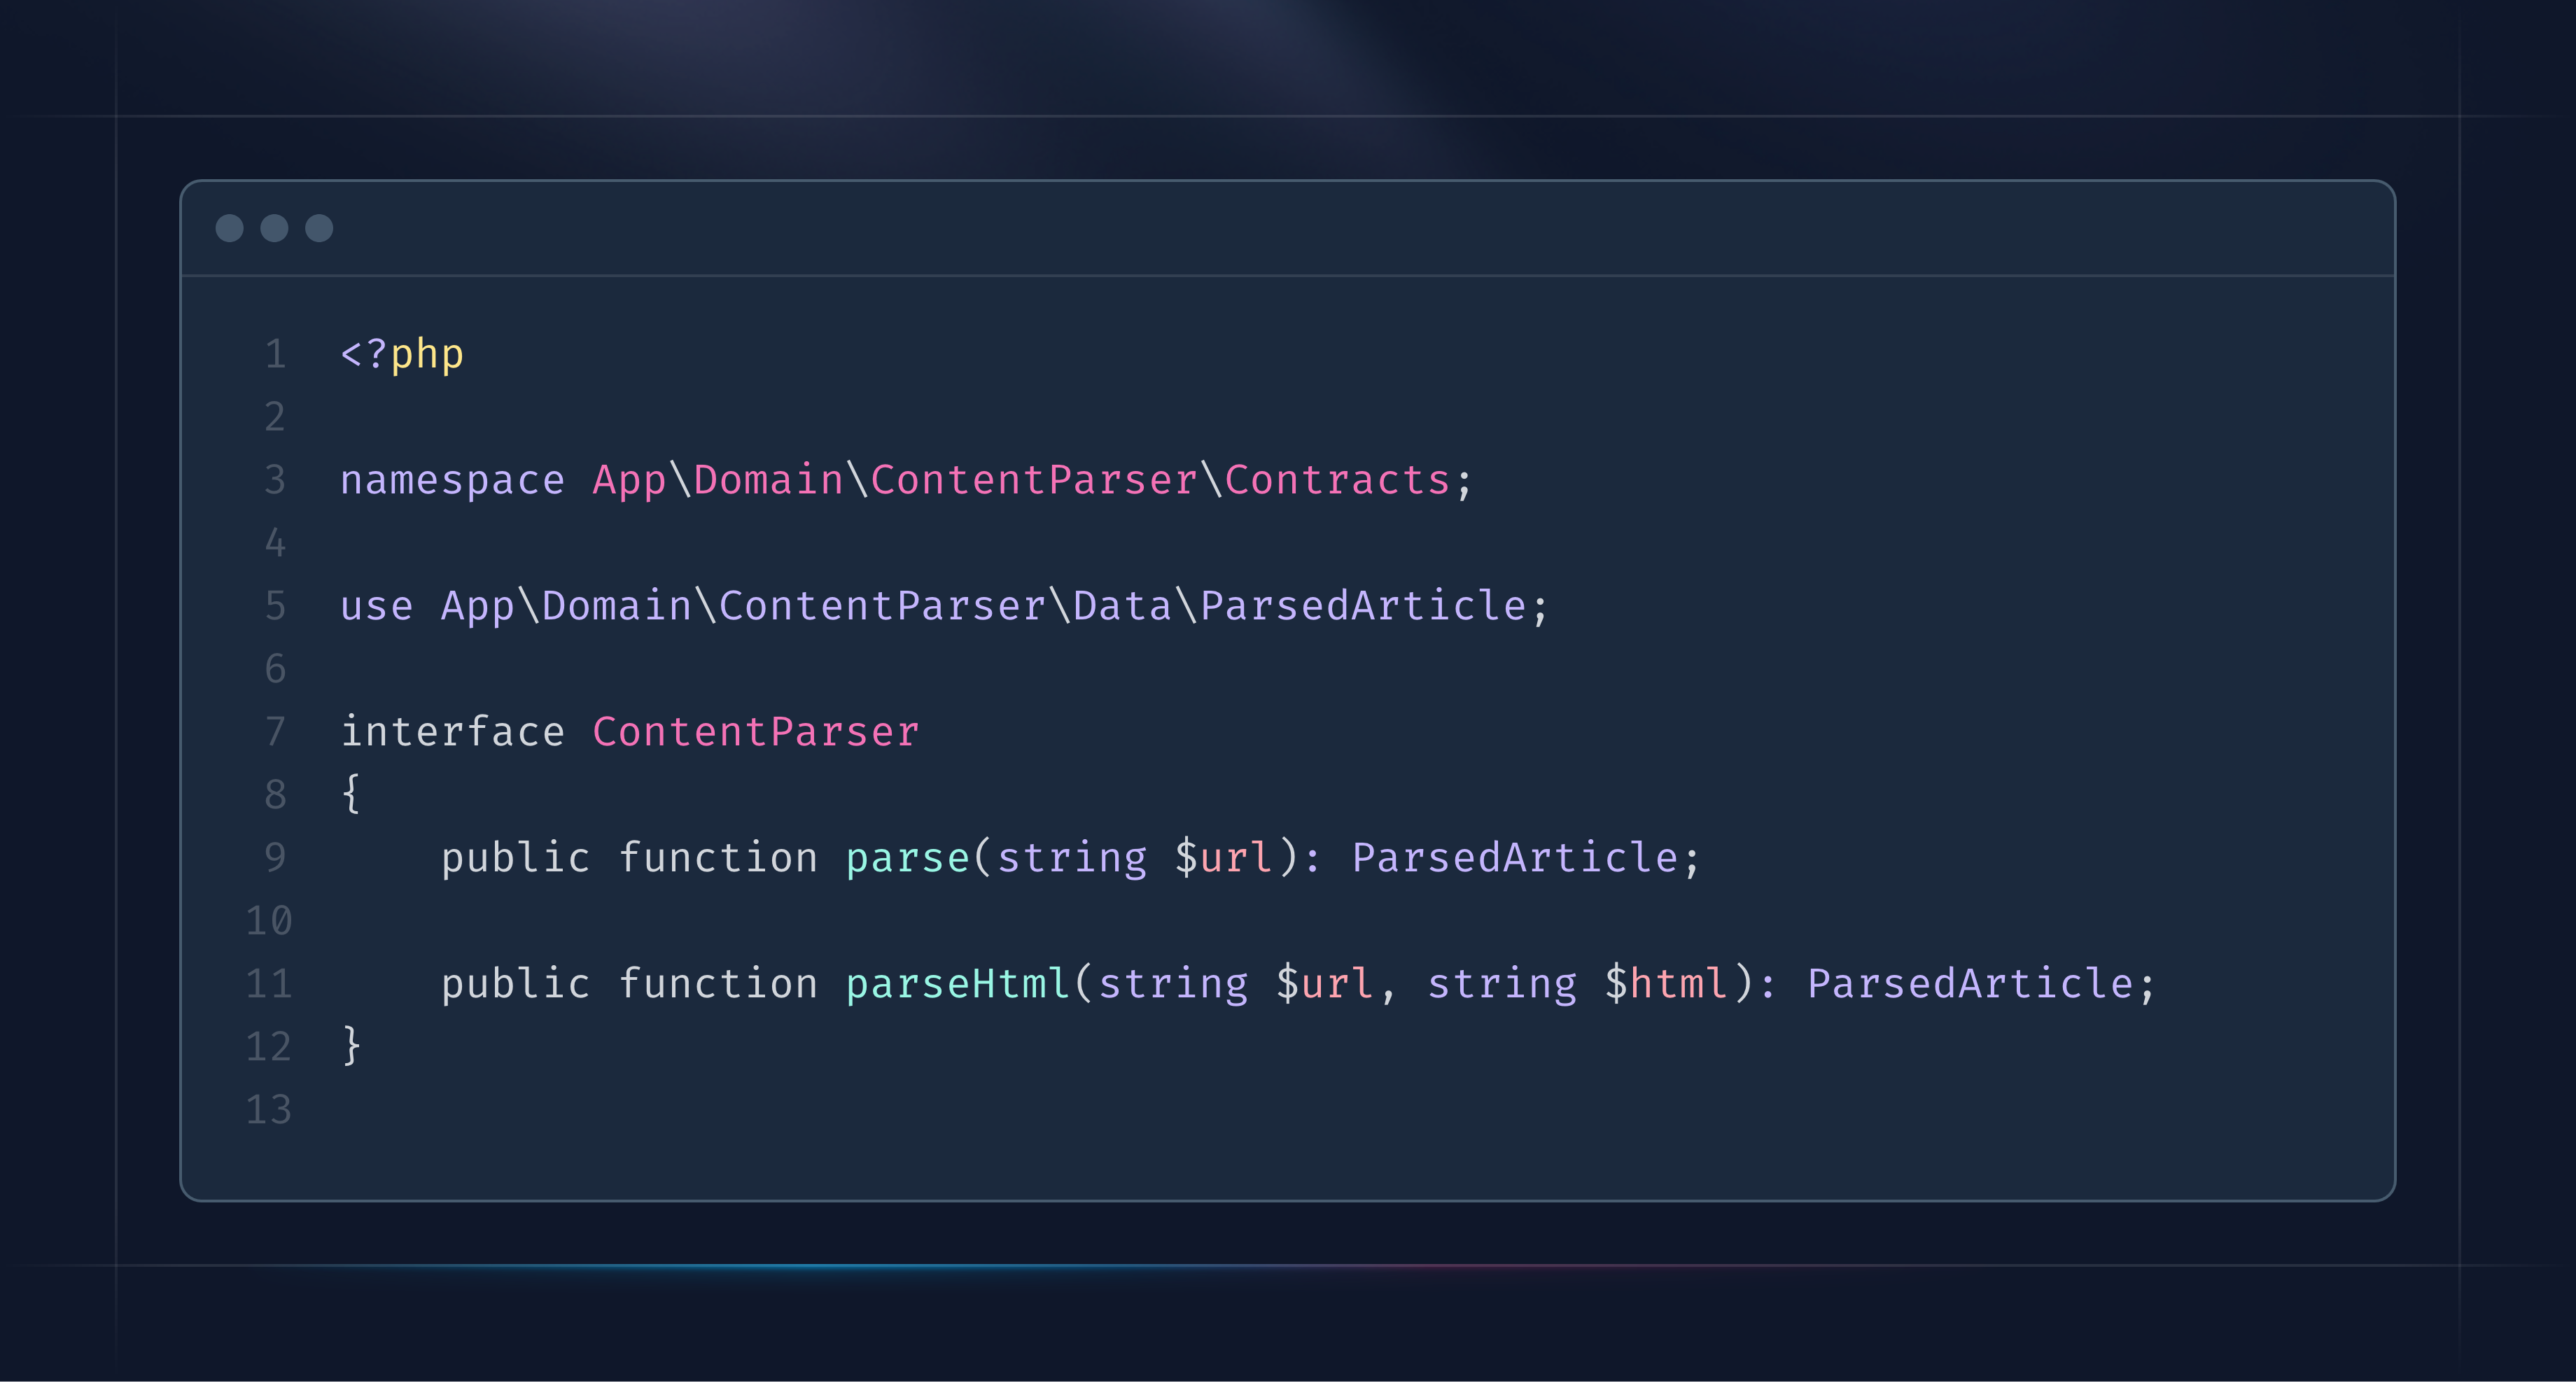 1 <?php
2
3 namespace App\Domain\ContentParser\Contracts;
4
5 use App\Domain\ContentParser\Data\ParsedArticle;
6
7 interface ContentParser
8 {
9     public function parse(string $url): ParsedArticle;
10
11     public function parseHtml(string $url, string $html): ParsedArticle;
12 }
13